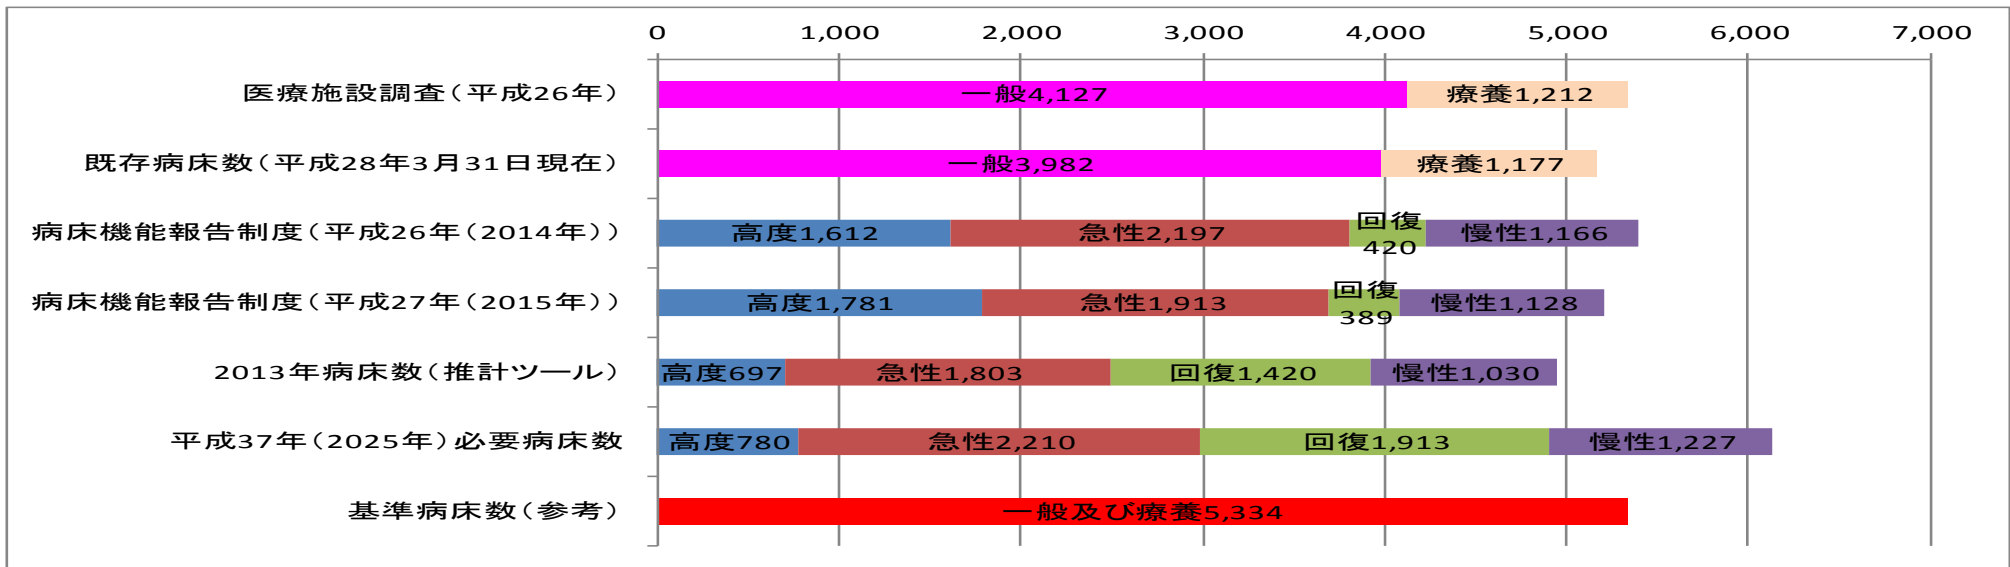 0 1,000 2,000 3,000 4,000 5,000 6,000 7,000
医療施設調査(平成26年) 一般4,127 療養1,212
既存病床数(平成28年3月31日現在) 一般3,982 療養1,177
病床機能報告制度(平成26年(2014年)) 高度1,612 急性2,197 回復 420 慢性1,166
病床機能報告制度(平成27年(2015年)) 高度1,781 急性1,913 回復 389 慢性1,128
2013年病床数(推計ツール) 高度697 急性1,803 回復1,420 慢性1,030
平成37年(2025年)必要病床数 高度780 急性2,210 回復1,913 慢性1,227
基準病床数(参考) 一般及び療養5,334